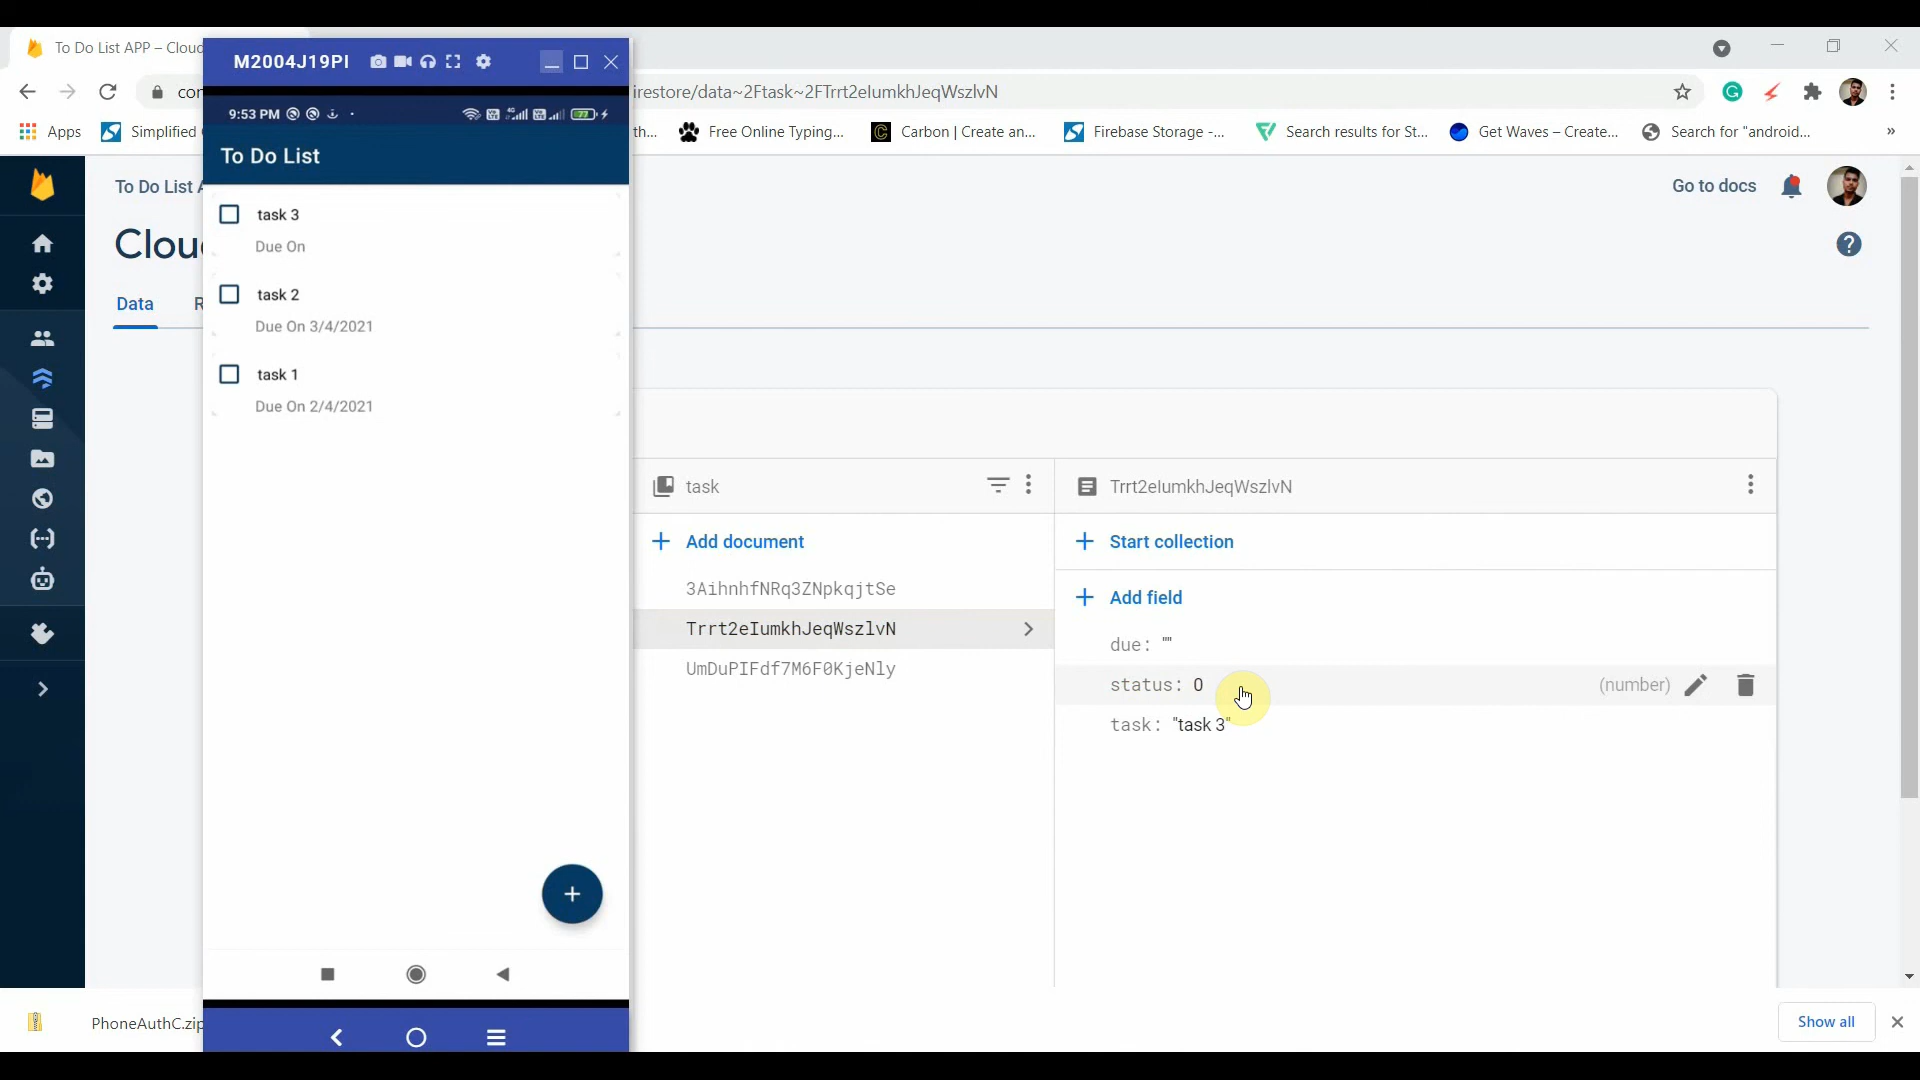 To Do List APP – Clou
M2004J19PI
con
irestore/data~2Ftask~2FTrrt2eIumkhJeqWszlvN
9:53 PM
77
Apps
Simplified
th...
Free Online Typing...
Carbon | Create an...
Firebase Storage -...
Search results for St...
Get Waves – Create...
Search for "android...
»
To Do List
To Do List A
Go to docs
Clou
Data
R
task 3
Due On
task 2
Due On 3/4/2021
task 1
Due On 2/4/2021
task
Trrt2eIumkhJeqWszlvN
Add document
Start collection
3AihnhfNRq3ZNpkqjtSe
Add field
Trrt2eIumkhJeqWszlvN
due: ""
UmDuPIFdf7M6F0KjeNly
status: 0
(number)
task: "task 3"
PhoneAuthC.zip
Show all